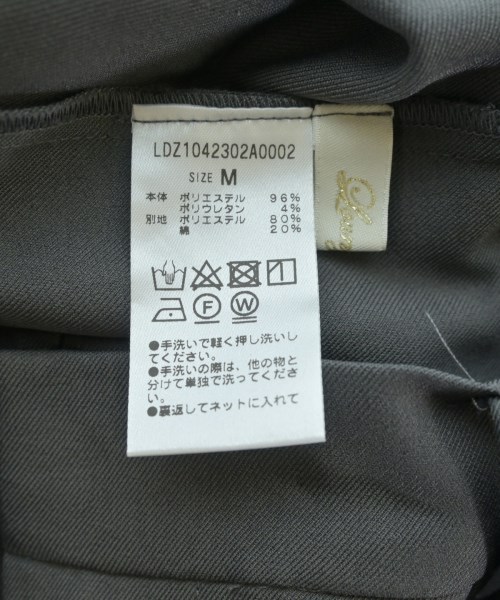 LDZ1042302A0002
SIZE M
本体 ポリエステル 96%
ポリウレタン 4%
別地 ポリエステル 80%
綿 20%
F W
●手洗いで軽く押し洗いし
てください。
●手洗いの際は、他の物と
分けて単独で洗ってくださ
い。
●裏返してネットに入れて